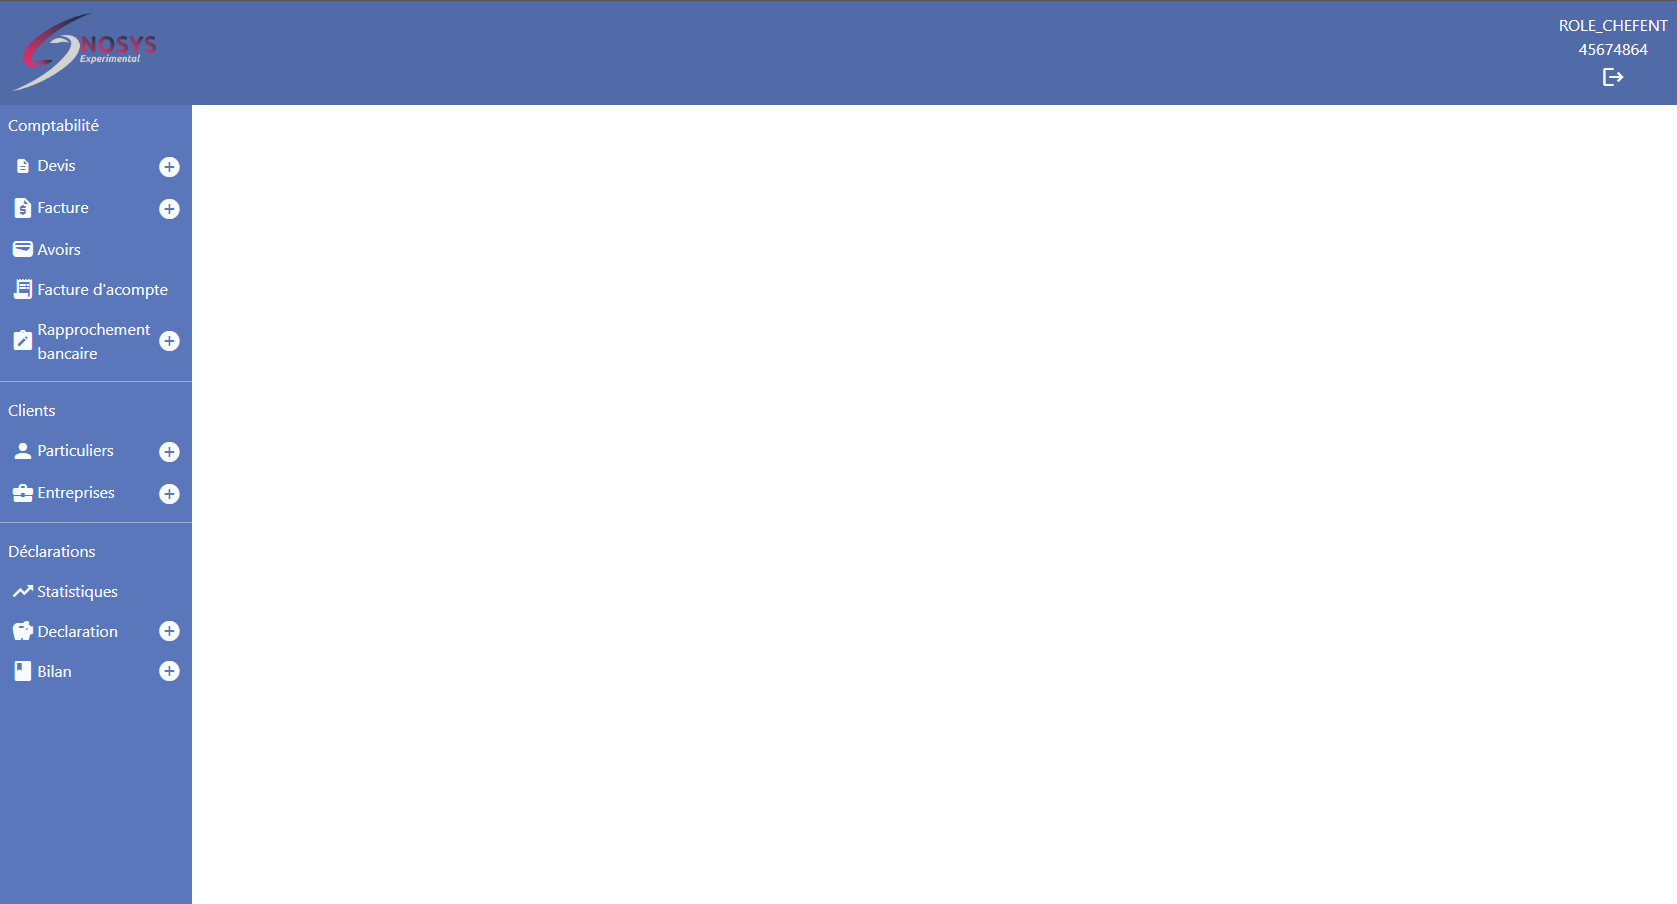 NOSYS
Experimental
ROLE_CHEFENT
45674864
Comptabilité
Devis
Facture
Avoirs
Facture d'acompte
Rapprochement
bancaire
Clients
Particuliers
Entreprises
Déclarations
Statistiques
Declaration
Bilan